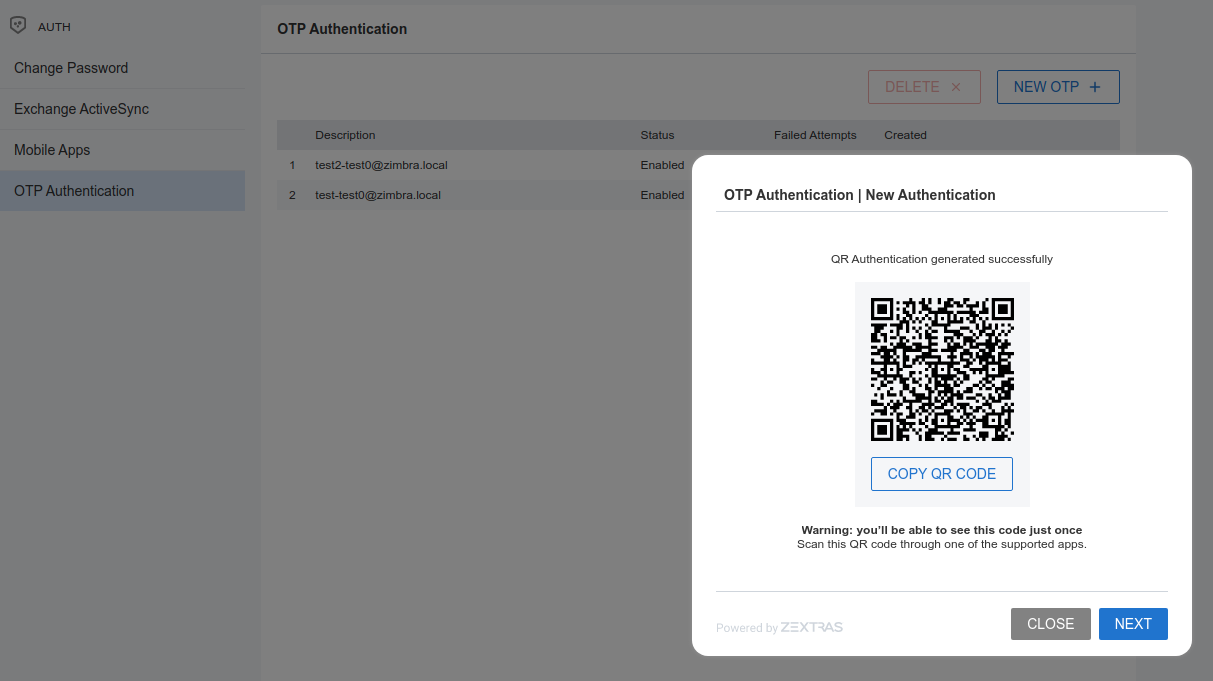 AUTH
Change Password
Exchange ActiveSync
Mobile Apps
OTP Authentication
OTP Authentication
DELETE ×
NEW OTP +
Description Status Failed Attempts Created
1 test2-test0@zimbra.local Enabled
2 test-test0@zimbra.local Enabled
OTP Authentication | New Authentication
QR Authentication generated successfully
COPY QR CODE
Warning: you'll be able to see this code just once
Scan this QR code through one of the supported apps.
Powered by ZEXTRAS
CLOSE
NEXT